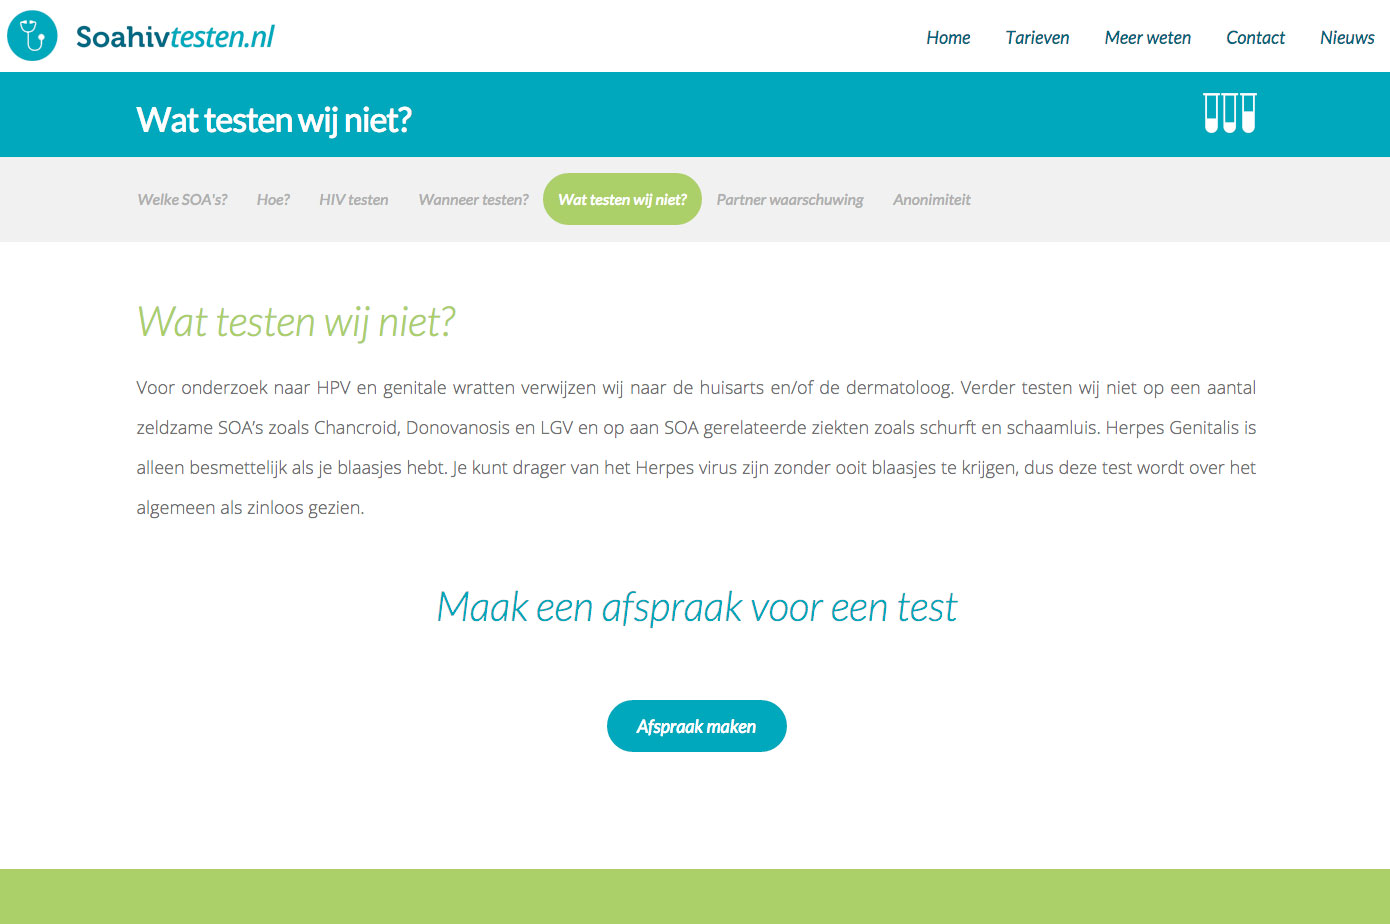 Soahivtesten.nl
Home Tarieven Meer weten Contact Nieuws
Wat testen wij niet?
Welke SOA's? Hoe? HIV testen Wanneer testen? Wat testen wij niet? Partner waarschuwing Anonimiteit
Wat testen wij niet?
Voor onderzoek naar HPV en genitale wratten verwijzen wij naar de huisarts en/of de dermatoloog. Verder testen wij niet op een aantal
zeldzame SOA’s zoals Chancroid, Donovanosis en LGV en op aan SOA gerelateerde ziekten zoals schurft en schaamluis. Herpes Genitalis is
alleen besmettelijk als je blaasjes hebt. Je kunt drager van het Herpes virus zijn zonder ooit blaasjes te krijgen, dus deze test wordt over het
algemeen als zinloos gezien.
Maak een afspraak voor een test
Afspraak maken